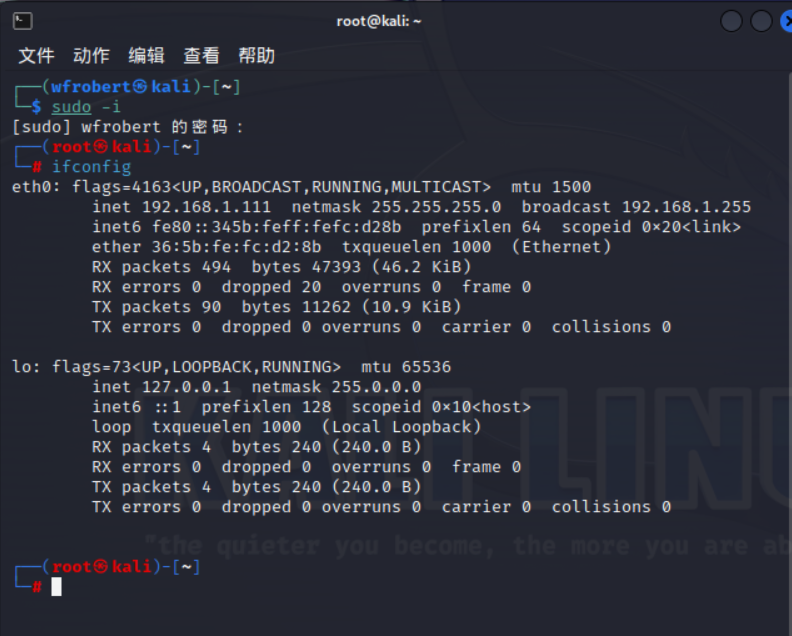 root@kali: ~
文件 动作 编辑 查看 帮助
┌──(wfrobert㉿kali)-[~]
└─$ sudo -i
[sudo] wfrobert 的密码：
┌──(root㉿kali)-[~]
└─# ifconfig
eth0: flags=4163<UP,BROADCAST,RUNNING,MULTICAST>  mtu 1500
        inet 192.168.1.111  netmask 255.255.255.0  broadcast 192.168.1.255
        inet6 fe80::345b:feff:fefc:d28b  prefixlen 64  scopeid 0x20<link>
        ether 36:5b:fe:fc:d2:8b  txqueuelen 1000  (Ethernet)
        RX packets 494  bytes 47393 (46.2 KiB)
        RX errors 0  dropped 20  overruns 0  frame 0
        TX packets 90  bytes 11262 (10.9 KiB)
        TX errors 0  dropped 0 overruns 0  carrier 0  collisions 0

lo: flags=73<UP,LOOPBACK,RUNNING>  mtu 65536
        inet 127.0.0.1  netmask 255.0.0.0
        inet6 ::1  prefixlen 128  scopeid 0x10<host>
        loop  txqueuelen 1000  (Local Loopback)
        RX packets 4  bytes 240 (240.0 B)
        RX errors 0  dropped 0  overruns 0  frame 0
        TX packets 4  bytes 240 (240.0 B)
        TX errors 0  dropped 0 overruns 0  carrier 0  collisions 0
KALI LINU
"the quieter you become, the more you are ab
┌──(root㉿kali)-[~]
└─#